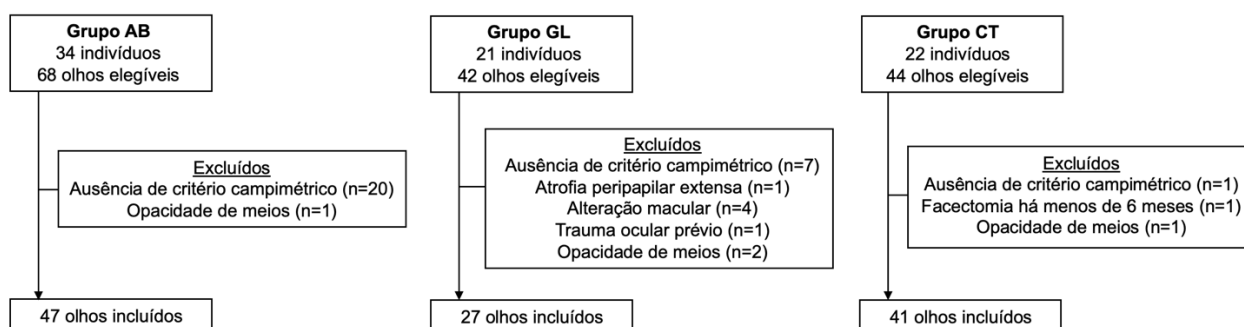 Grupo AB
34 indivíduos
68 olhos elegíveis
Excluídos
Ausência de critério campimétrico (n=20)
Opacidade de meios (n=1)
47 olhos incluídos
Grupo GL
21 indivíduos
42 olhos elegíveis
Excluídos
Ausência de critério campimétrico (n=7)
Atrofia peripapilar extensa (n=1)
Alteração macular (n=4)
Trauma ocular prévio (n=1)
Opacidade de meios (n=2)
27 olhos incluídos
Grupo CT
22 indivíduos
44 olhos elegíveis
Excluídos
Ausência de critério campimétrico (n=1)
Facectomia há menos de 6 meses (n=1)
Opacidade de meios (n=1)
41 olhos incluídos